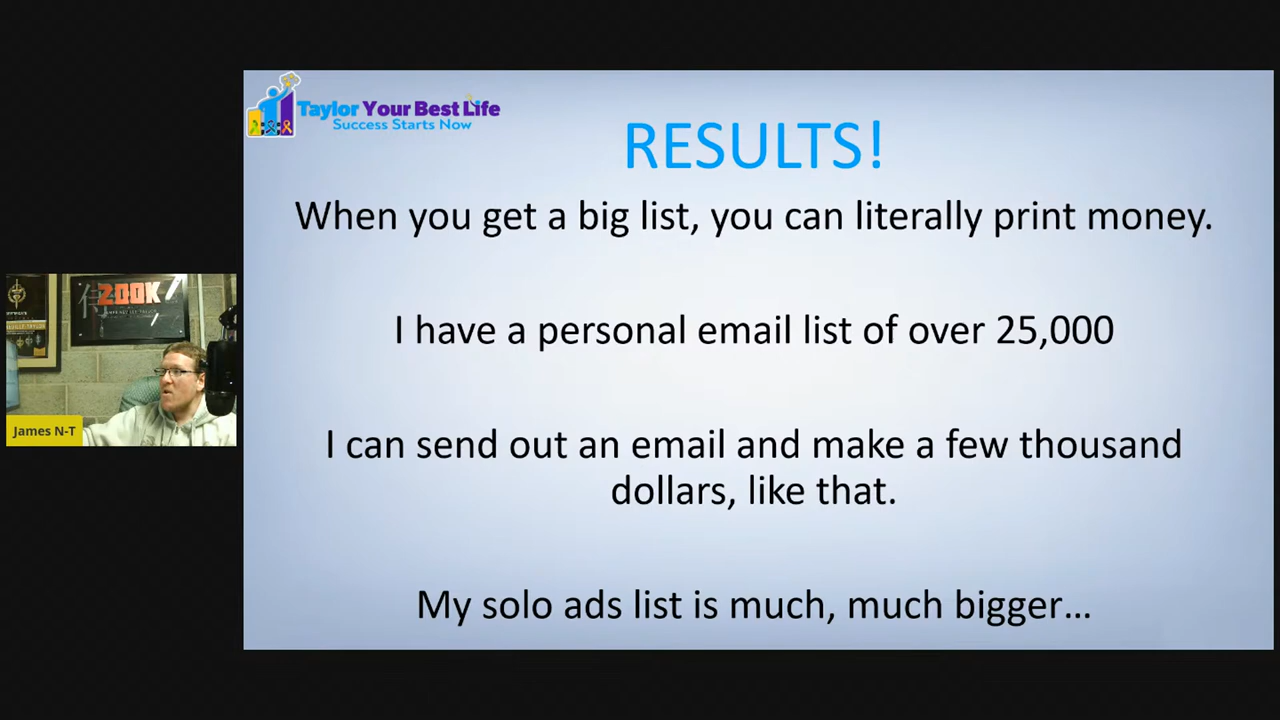 Taylor Your Best Life
Success Starts Now
RESULTS!
When you get a big list, you can literally print money.
I have a personal email list of over 25,000
I can send out an email and make a few thousand
dollars, like that.
My solo ads list is much, much bigger...
200K
James N-T